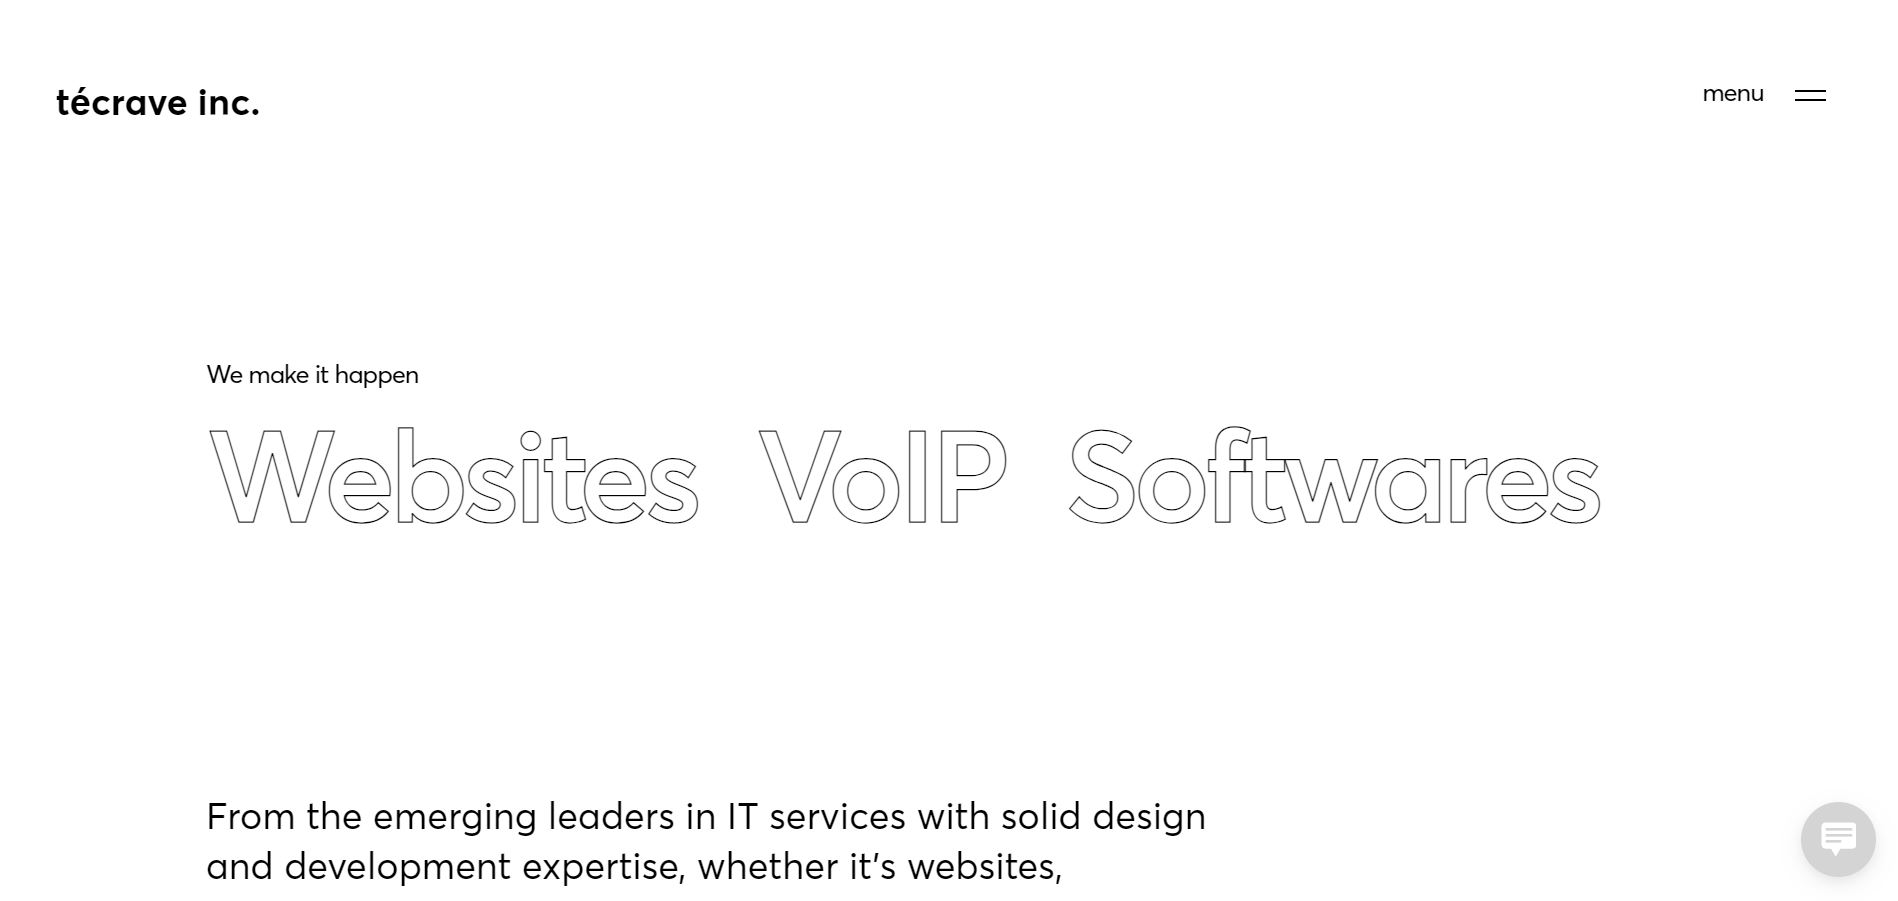 técrave inc.
menu
We make it happen
Websites VoIP Softwares
From the emerging leaders in IT services with solid design
and development expertise, whether it's websites,